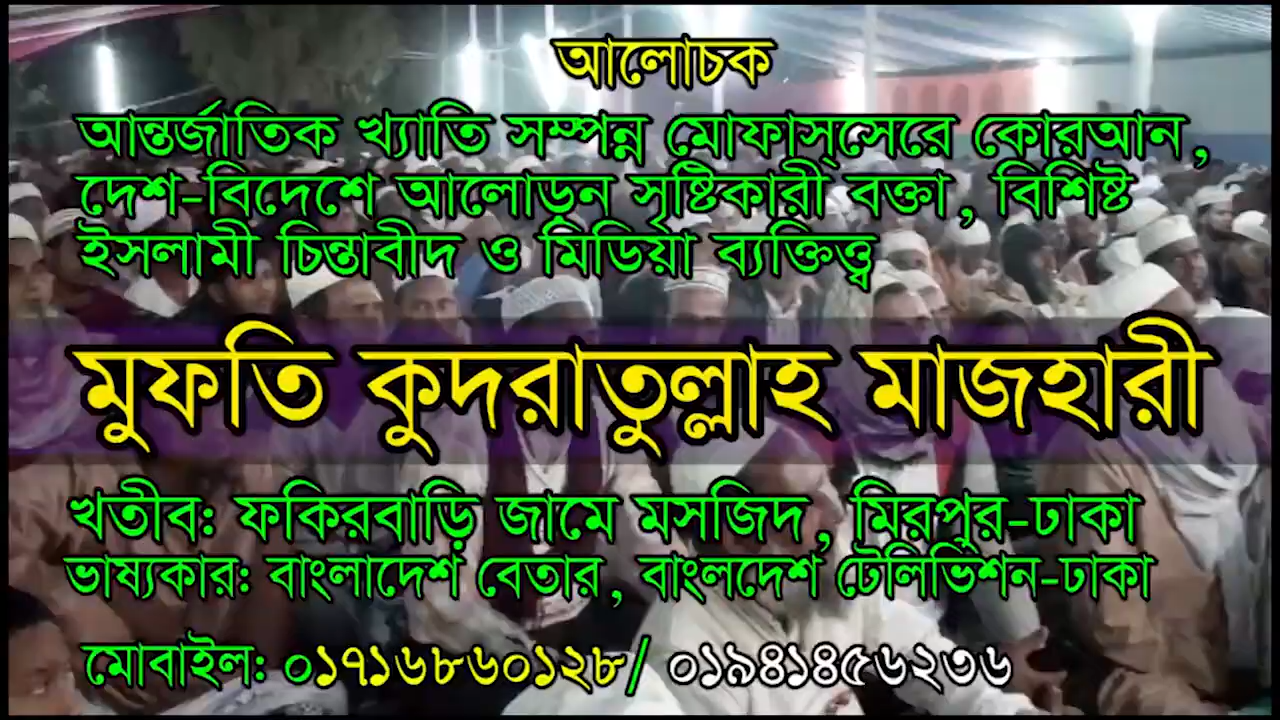 আলোচক
আন্তর্জাতিক খ্যাতি সম্পন্ন মোফাস্সেরে কোরআন,
দেশ-বিদেশে আলোড়ন সৃষ্টিকারী বক্তা, বিশিষ্ট
ইসলামী চিন্তাবীদ ও মিডিয়া ব্যক্তিত্ত্ব
মুফতি কুদরাতুল্লাহ মাজহারী
খতীব: ফকিরবাড়ি জামে মসজিদ, মিরপুর-ঢাকা
ভাষ্যকার: বাংলাদেশ বেতার, বাংলদেশ টেলিভিশন-ঢাকা
মোবাইল: ০১৭১৬৮৬০১২৮/ ০১৯৪১৪৫৬২৩৬